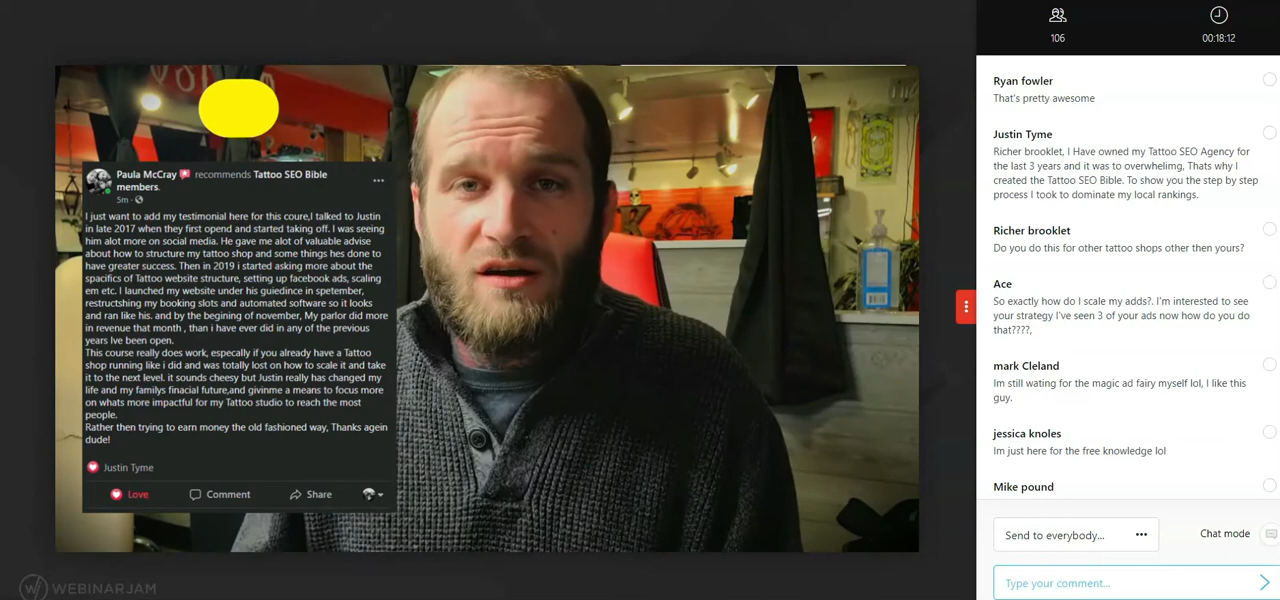 Paula McCray recommends Tattoo SEO Bible
members.
5m
I just want to add my testimonial here for this coure,I talked to Justin
in late 2017 when they first opend and started taking off. I was seeing
him alot more on social media. He gave me alot of valuable advise
about how to structure my tattoo shop and some things hes done to
have greater success. Then in 2019 i started asking more about the
spacifics of Tattoo website structure, setting up facebook ads, scaling
em etc. I launched my website under his guiedince in spetember,
restructshing my booking slots and automated software so it looks
and ran like his. and by the begining of november, My parlor did more
in revenue that month , than i have ever did in any of the previous
years Ive been open.
This course really does work, especially if you already have a Tattoo
shop running like i did and was totally lost on how to scale it and take
it to the next level. it sounds cheesy but Justin really has changed my
life and my familys finacial future,and givinme a means to focus more
on whats more impactful for my Tattoo studio to reach the most
people.
Rather then trying to earn money the old fashioned way, Thanks agein
dude!
Justin Tyme
Love Comment Share
WEBINARJAM
106 00:18:12
Ryan fowler
That's pretty awesome
Justin Tyme
Richer brooklet, I Have owned my Tattoo SEO Agency for
the last 3 years and it was to overwhelimg, Thats why I
created the Tattoo SEO Bible. To show you the step by step
process I took to dominate my local rankings.
Richer brooklet
Do you do this for other tattoo shops other then yours?
Ace
So exactly how do I scale my adds?. I'm interested to see
your strategy I've seen 3 of your ads now how do you do
that????,
mark Cleland
Im still wating for the magic ad fairy myself lol, I like this
guy.
jessica knoles
Im just here for the free knowledge lol
Mike pound
Send to everybody... Chat mode
Type your comment...